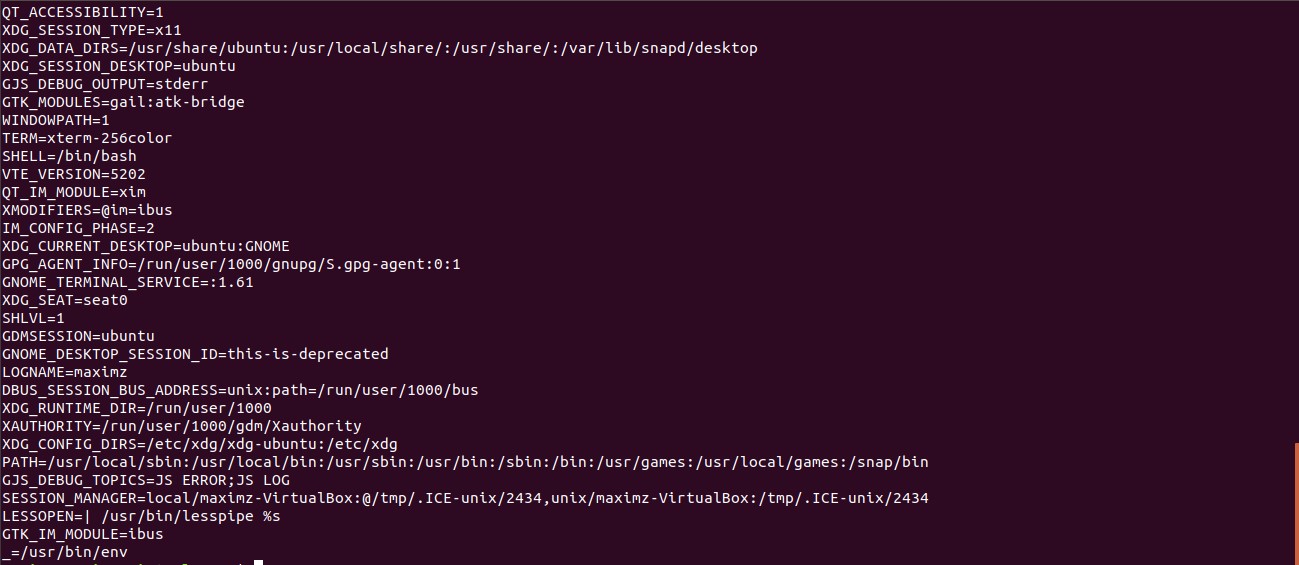 QT_ACCESSIBILITY=1
XDG_SESSION_TYPE=x11
XDG_DATA_DIRS=/usr/share/ubuntu:/usr/local/share/:/usr/share/:/var/lib/snapd/desktop
XDG_SESSION_DESKTOP=ubuntu
GJS_DEBUG_OUTPUT=stderr
GTK_MODULES=gail:atk-bridge
WINDOWPATH=1
TERM=xterm-256color
SHELL=/bin/bash
VTE_VERSION=5202
QT_IM_MODULE=xim
XMODIFIERS=@im=ibus
IM_CONFIG_PHASE=2
XDG_CURRENT_DESKTOP=ubuntu:GNOME
GPG_AGENT_INFO=/run/user/1000/gnupg/S.gpg-agent:0:1
GNOME_TERMINAL_SERVICE=:1.61
XDG_SEAT=seat0
SHLVL=1
GDMSESSION=ubuntu
GNOME_DESKTOP_SESSION_ID=this-is-deprecated
LOGNAME=maximz
DBUS_SESSION_BUS_ADDRESS=unix:path=/run/user/1000/bus
XDG_RUNTIME_DIR=/run/user/1000
XAUTHORITY=/run/user/1000/gdm/Xauthority
XDG_CONFIG_DIRS=/etc/xdg/xdg-ubuntu:/etc/xdg
PATH=/usr/local/sbin:/usr/local/bin:/usr/sbin:/usr/bin:/sbin:/bin:/usr/games:/usr/local/games:/snap/bin
GJS_DEBUG_TOPICS=JS ERROR;JS LOG
SESSION_MANAGER=local/maximz-VirtualBox:@/tmp/.ICE-unix/2434,unix/maximz-VirtualBox:/tmp/.ICE-unix/2434
LESSOPEN=| /usr/bin/lesspipe %s
GTK_IM_MODULE=ibus
_=/usr/bin/env